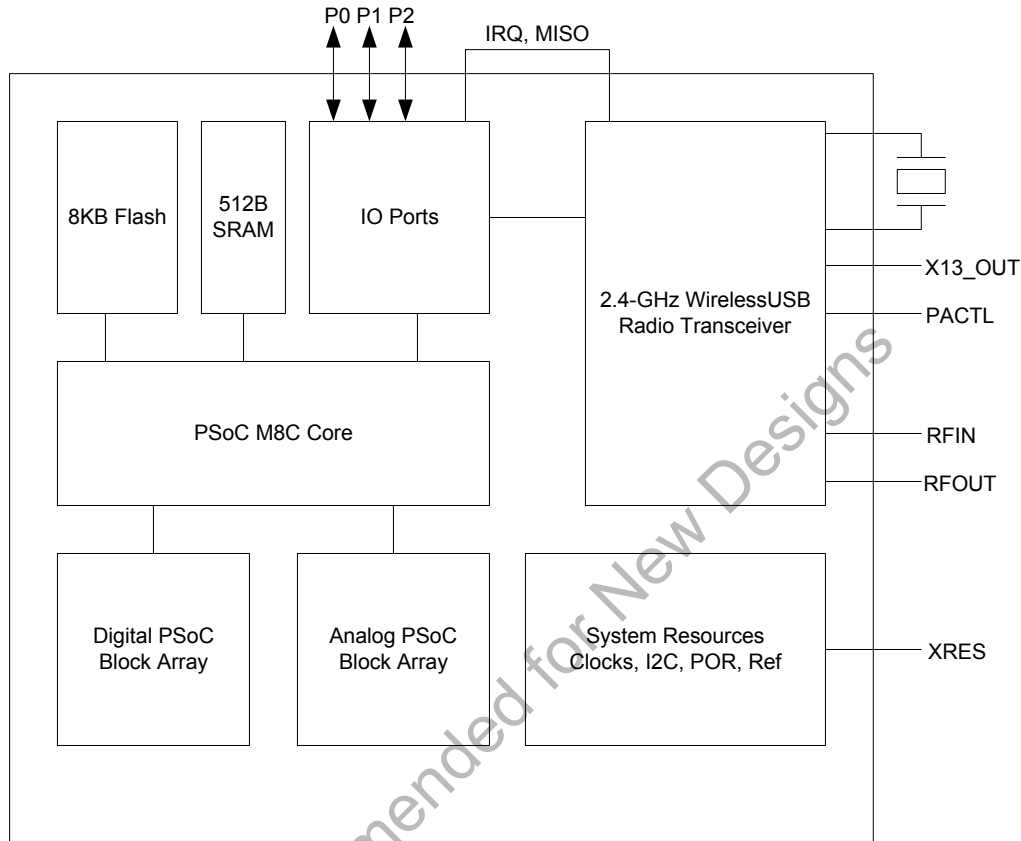 P0 P1 P2
IRQ, MISO
8KB Flash
512B
SRAM
IO Ports
2.4-GHz WirelessUSB
Radio Transceiver
X13_OUT
PACTL
RFIN
RFOUT
PSoC M8C Core
Digital PSoC
Block Array
Analog PSoC
Block Array
System Resources
Clocks, I2C, POR, Ref
XRES
mended for New Designs